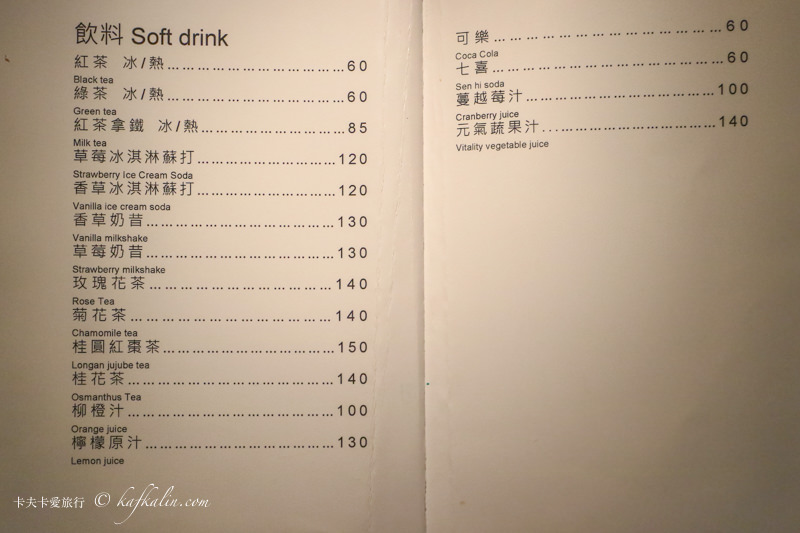 飲料 Soft drink
紅茶 冰/熱………………………………60
Black tea
綠茶 冰/熱………………………………60
Green tea
紅茶拿鐵 冰/熱…………………………85
Milk tea
草莓冰淇淋蘇打…………………………120
Strawberry Ice Cream Soda
香草冰淇淋蘇打…………………………120
Vanilla ice cream soda
香草奶昔…………………………………130
Vanilla milkshake
草莓奶昔…………………………………130
Strawberry milkshake
玫瑰花茶…………………………………140
Rose Tea
菊花茶……………………………………140
Chamomile tea
桂圓紅棗茶………………………………150
Longan jujube tea
桂花茶……………………………………140
Osmanthus Tea
柳橙汁……………………………………100
Orange juice
檸檬原汁…………………………………130
Lemon juice
可樂………………………………………60
Coca Cola
七喜………………………………………60
Sen hi soda
蔓越莓汁…………………………………100
Cranberry juice
元氣蔬果汁………………………………140
Vitality vegetable juice
卡夫卡愛旅行 © kafkalin.com